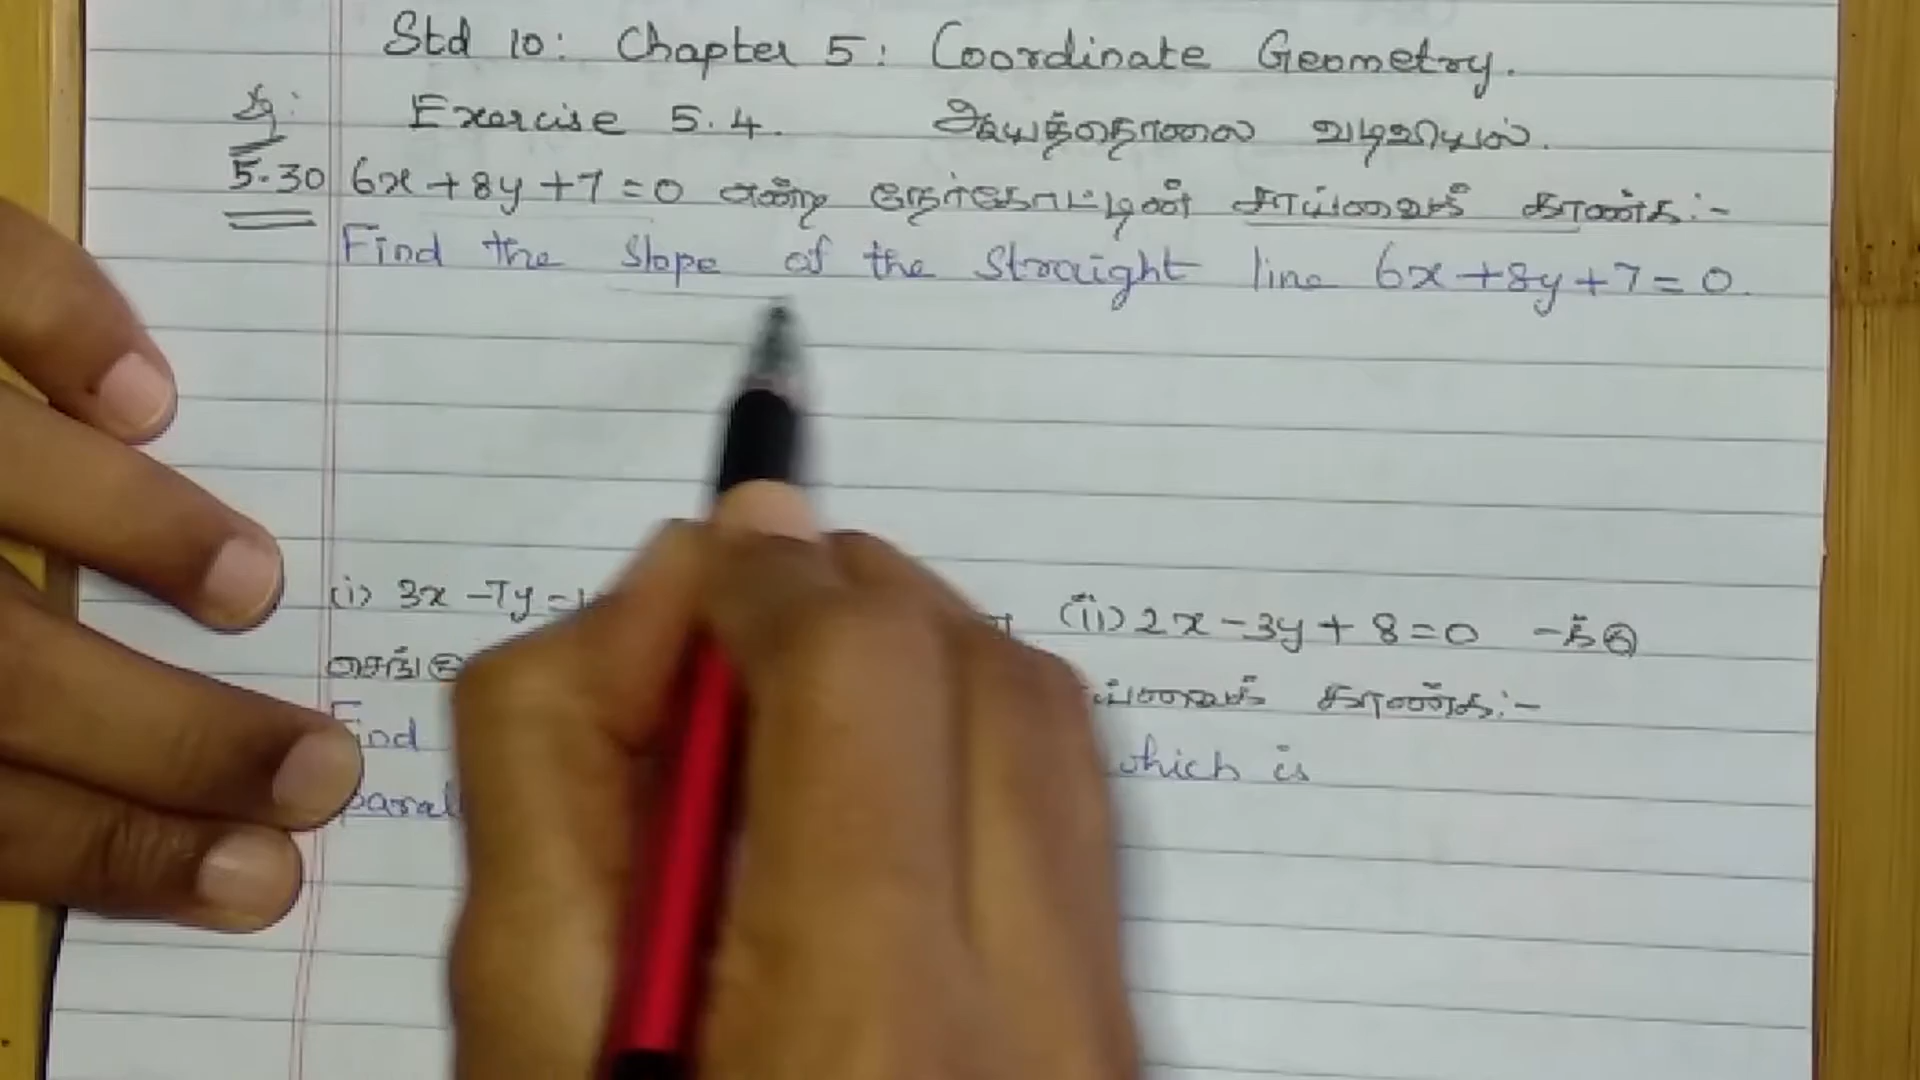 Std 10: Chapter 5: Coordinate Geometry.
Exercise 5.4. ஆயத்தொலை வடிவியல்.
5.30 6x+8y+7=0 என்ற நேர்கோட்டின் சாய்வைக் காண்க:-
Find the slope of the straight line 6x+8y+7=0.
(i) 3x-7y= (ii) 2x-3y+8=0
காண்க:-
Find which is